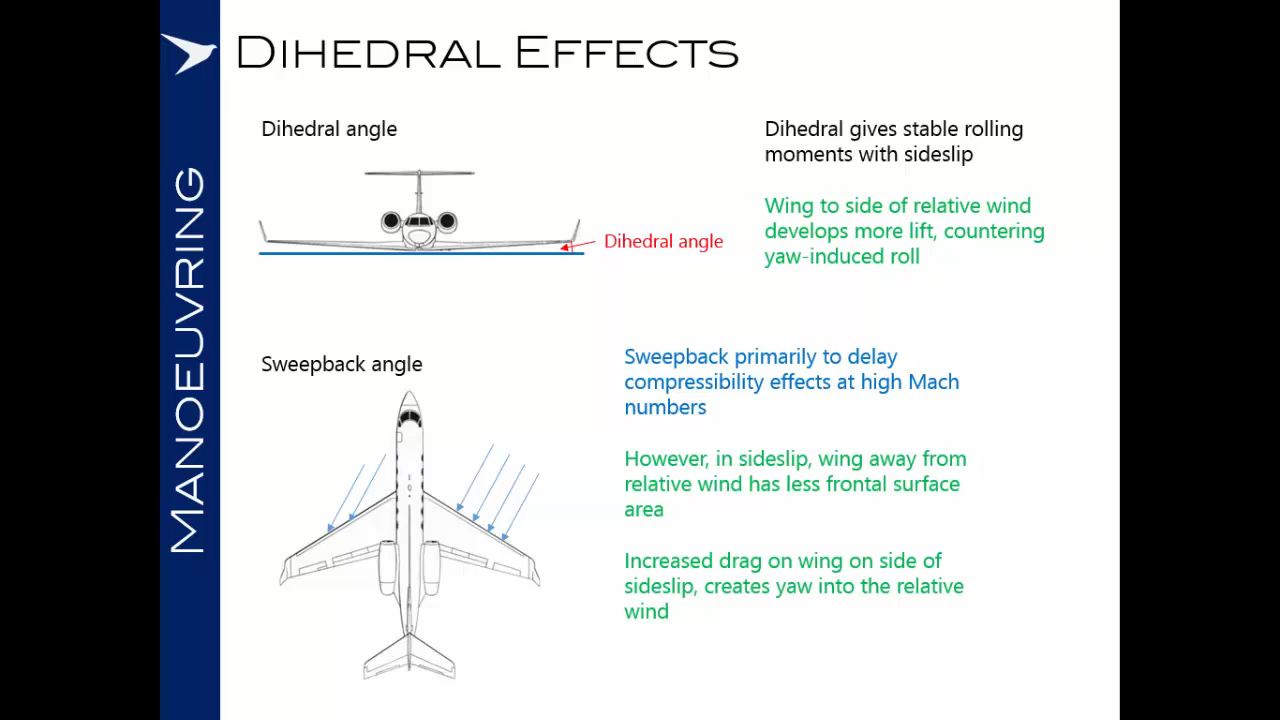 DIHEDRAL EFFECTS
MANOEUVRING
Dihedral angle
Dihedral angle
Dihedral gives stable rolling
moments with sideslip
Wing to side of relative wind
develops more lift, countering
yaw-induced roll
Sweepback angle
Sweepback primarily to delay
compressibility effects at high Mach
numbers
However, in sideslip, wing away from
relative wind has less frontal surface
area
Increased drag on wing on side of
sideslip, creates yaw into the relative
wind